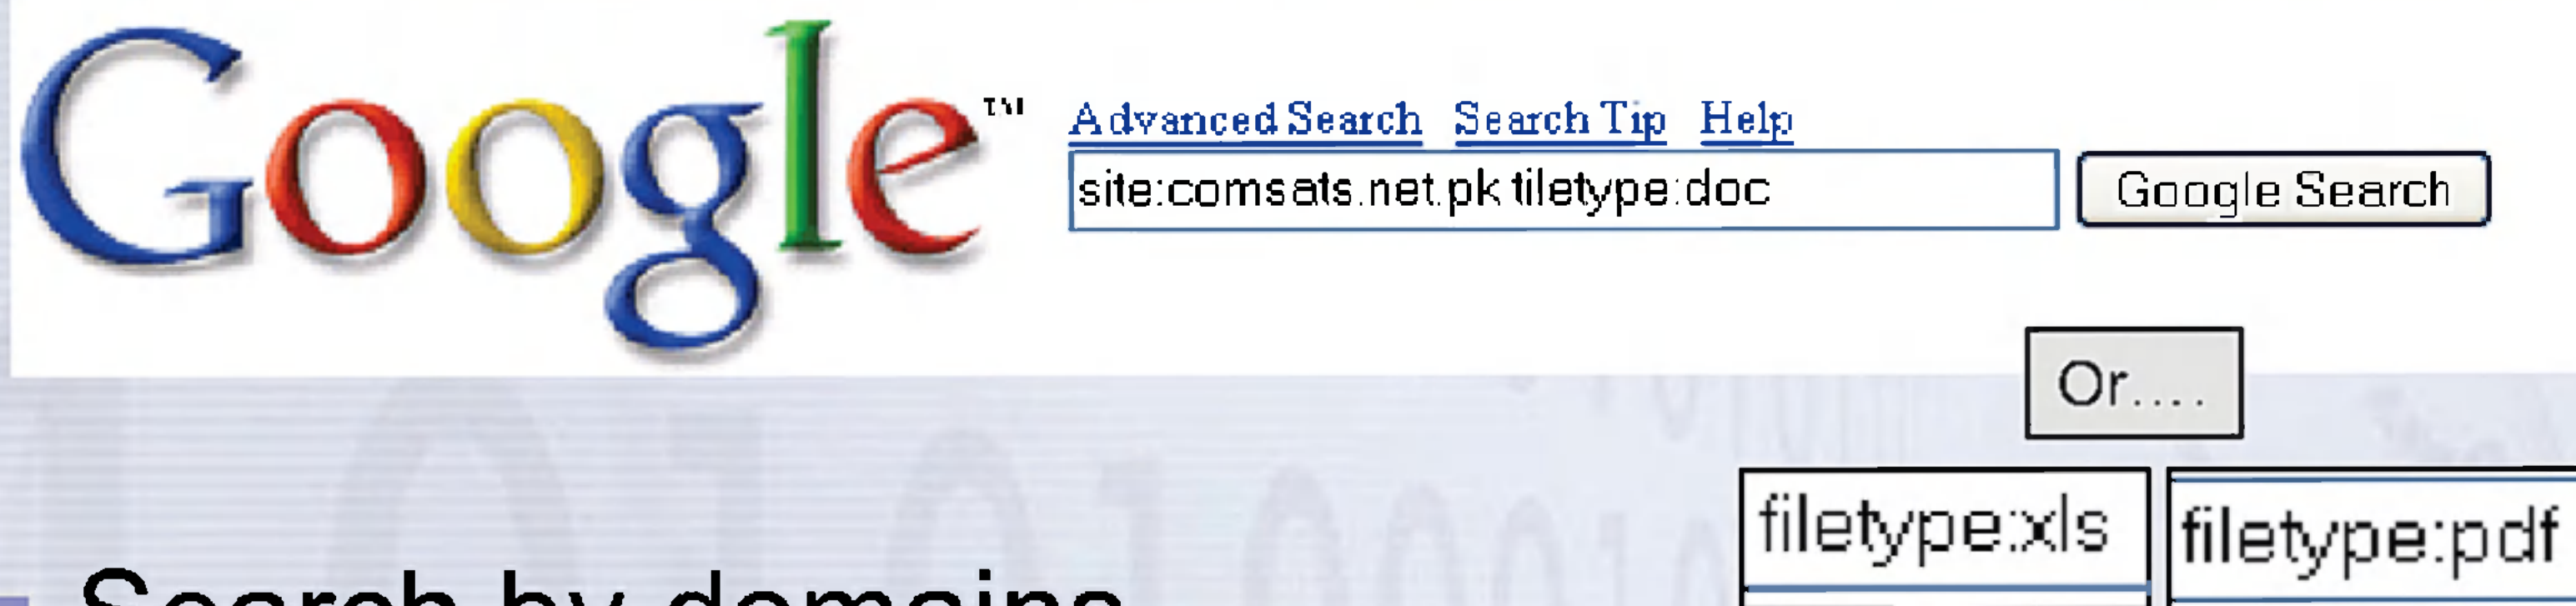 Google™
Advanced Search Search Tip Help
site:comsats.net.pk tiletype:doc
Google Search
Or....
filetype:xls
filetype:pdf
Search by domains